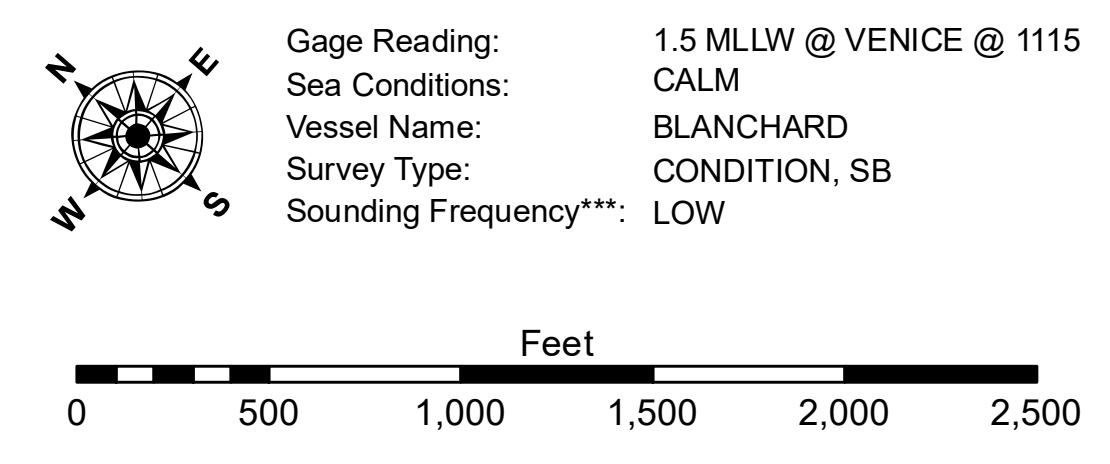 N
E
W
S
Gage Reading: 1.5 MLLW @ VENICE @ 1115
Sea Conditions: CALM
Vessel Name: BLANCHARD
Survey Type: CONDITION, SB
Sounding Frequency***: LOW
Feet
0 500 1,000 1,500 2,000 2,500